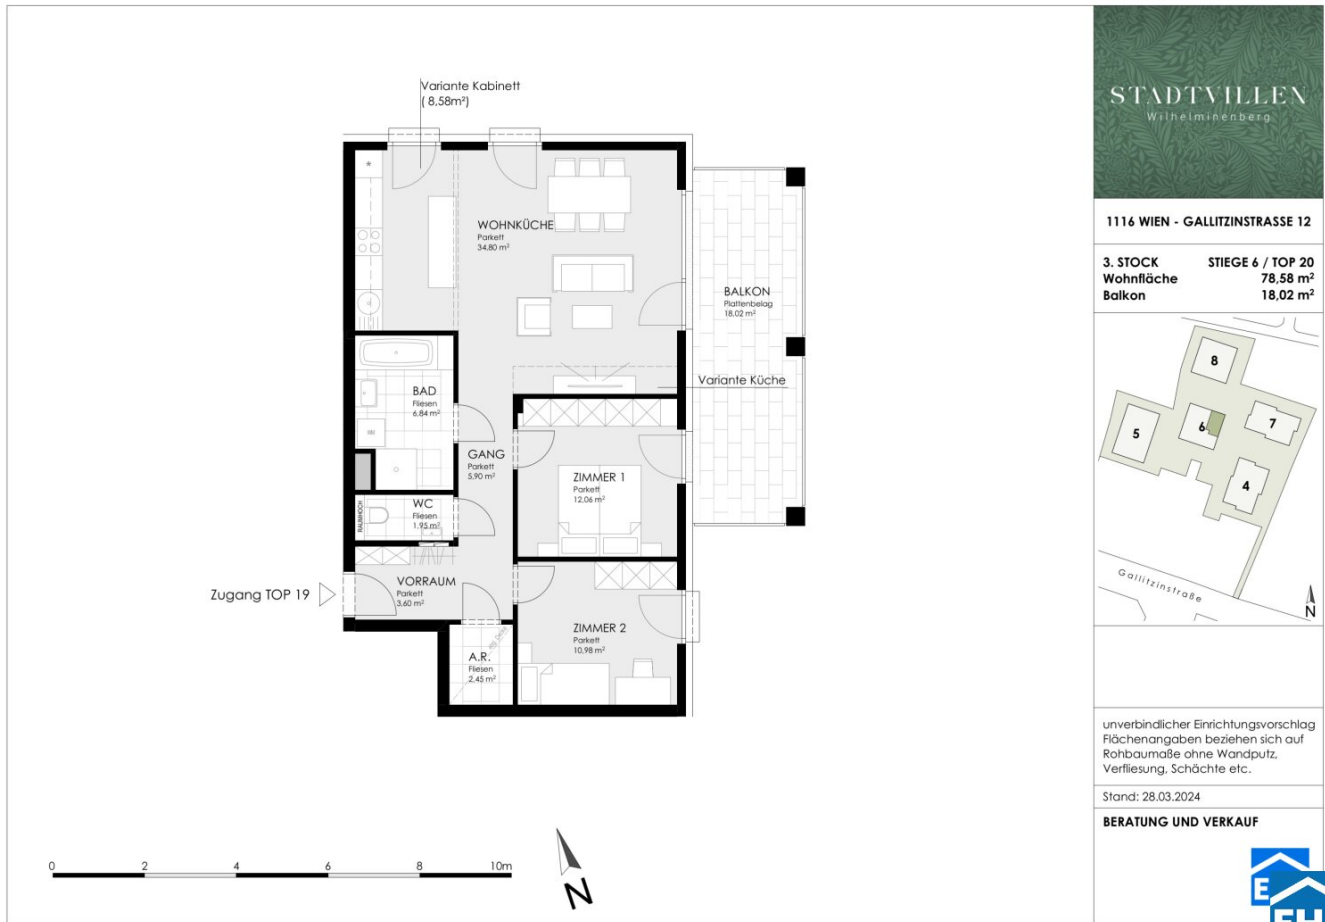 Variante Kabinett
( 8,58m²)
WOHNKÜCHE
Parkett
34,80 m²
BALKON
Plattenbelag
18,02m²
Variante Küche
BAD
Fliesen
6,84 m²
GANG
Parkett
5,90 m²
ZIMMER 1
Parkett
12,06 m²
WC
Fliesen
1,95 m²
RAUMHOCH
VORRAUM
Parkett
3,60 m²
Zugang TOP 19
ZIMMER 2
Parkett
10,98 m²
A.R.
Fliesen
2,45 m²
0 2 4 6 8 10m
N
STADTVILLEN
Wilhelminenberg
1116 WIEN - GALLITZINSTRASSE 12
3. STOCK STIEGE 6 / TOP 20
Wohnfläche 78,58 m²
Balkon 18,02 m²
8
5
6
7
4
Gallitzinstraße
N
unverbindlicher Einrichtungsvorschlag
Flächenangaben beziehen sich auf
Rohbaumaße ohne Wandputz,
Verfliesung, Schächte etc.
Stand: 28.03.2024
BERATUNG UND VERKAUF
E
EH